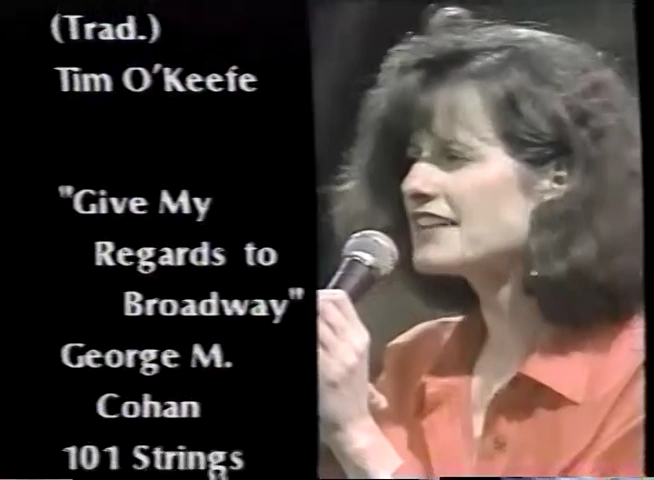 (Trad.)
Tim O'Keefe
"Give My
Regards to
Broadway"
George M.
Cohan
101 Strings